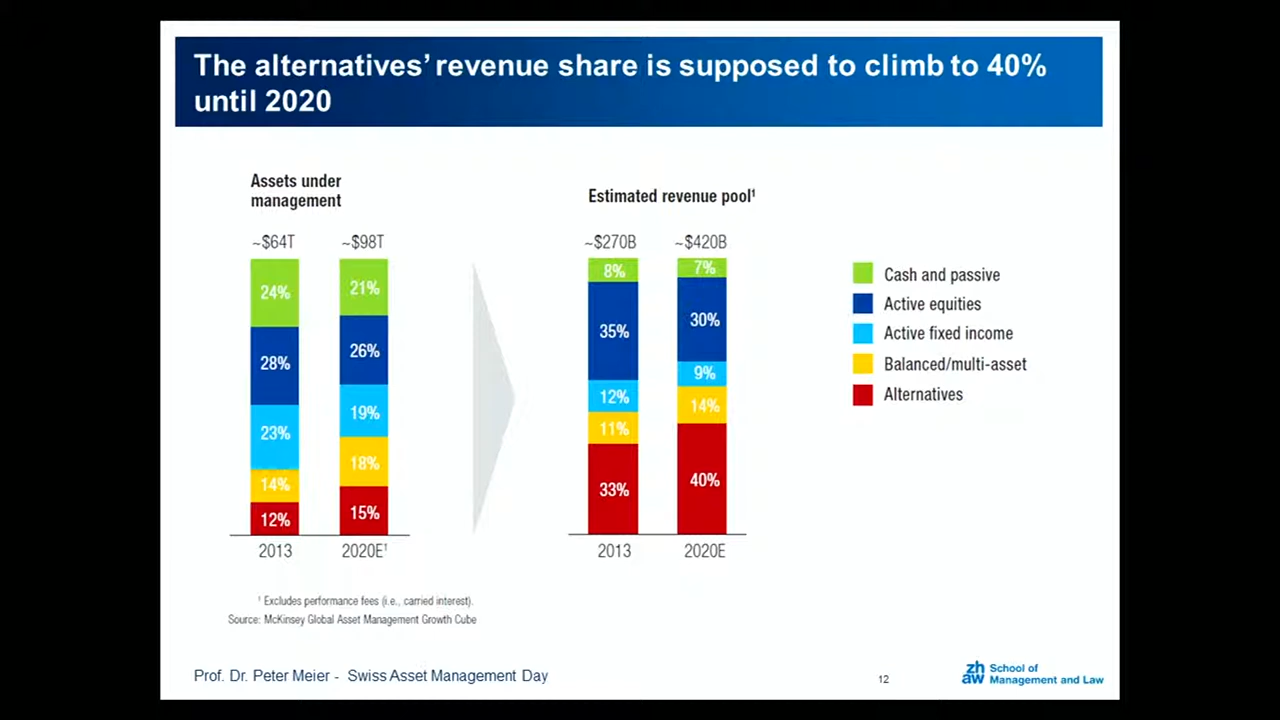 The alternatives’ revenue share is supposed to climb to 40%
until 2020
Assets under
management
~$64T
~$98T
24%
28%
23%
14%
12%
21%
26%
19%
18%
15%
2013
2020E¹
Estimated revenue pool¹
~$270B
~$420B
8%
35%
12%
11%
33%
7%
30%
9%
14%
40%
2013
2020E
Cash and passive
Active equities
Active fixed income
Balanced/multi-asset
Alternatives
¹ Excludes performance fees (i.e., carried interest).
Source: McKinsey Global Asset Management Growth Cube
Prof. Dr. Peter Meier - Swiss Asset Management Day
12
zh
aw
School of
Management and Law